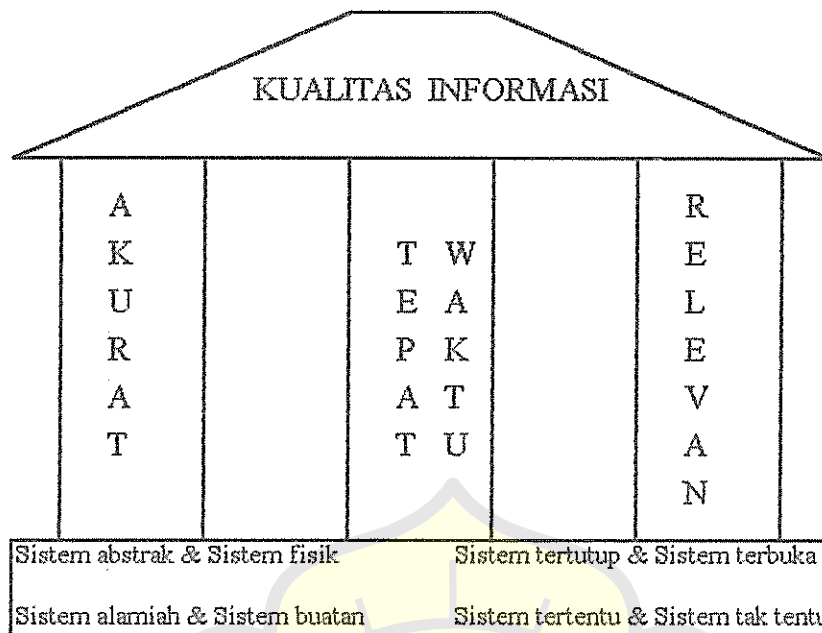 KUALITAS INFORMASI
AKURAT
TEPAT
WAKTU
RELEVAN
Sistem abstrak & Sistem fisik
Sistem tertutup & Sistem terbuka
Sistem alamiah & Sistem buatan
Sistem tertentu & Sistem tak tentu